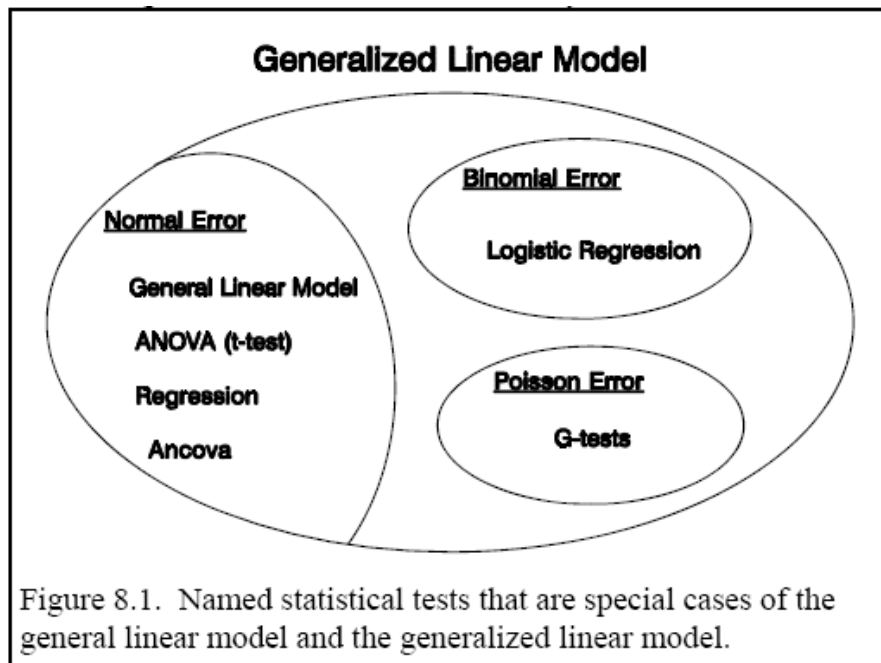 Generalized Linear Model
Normal Error
General Linear Model
ANOVA (t-test)
Regression
Ancova
Binomial Error
Logistic Regression
Poisson Error
G-tests
Figure 8.1. Named statistical tests that are special cases of the
general linear model and the generalized linear model.